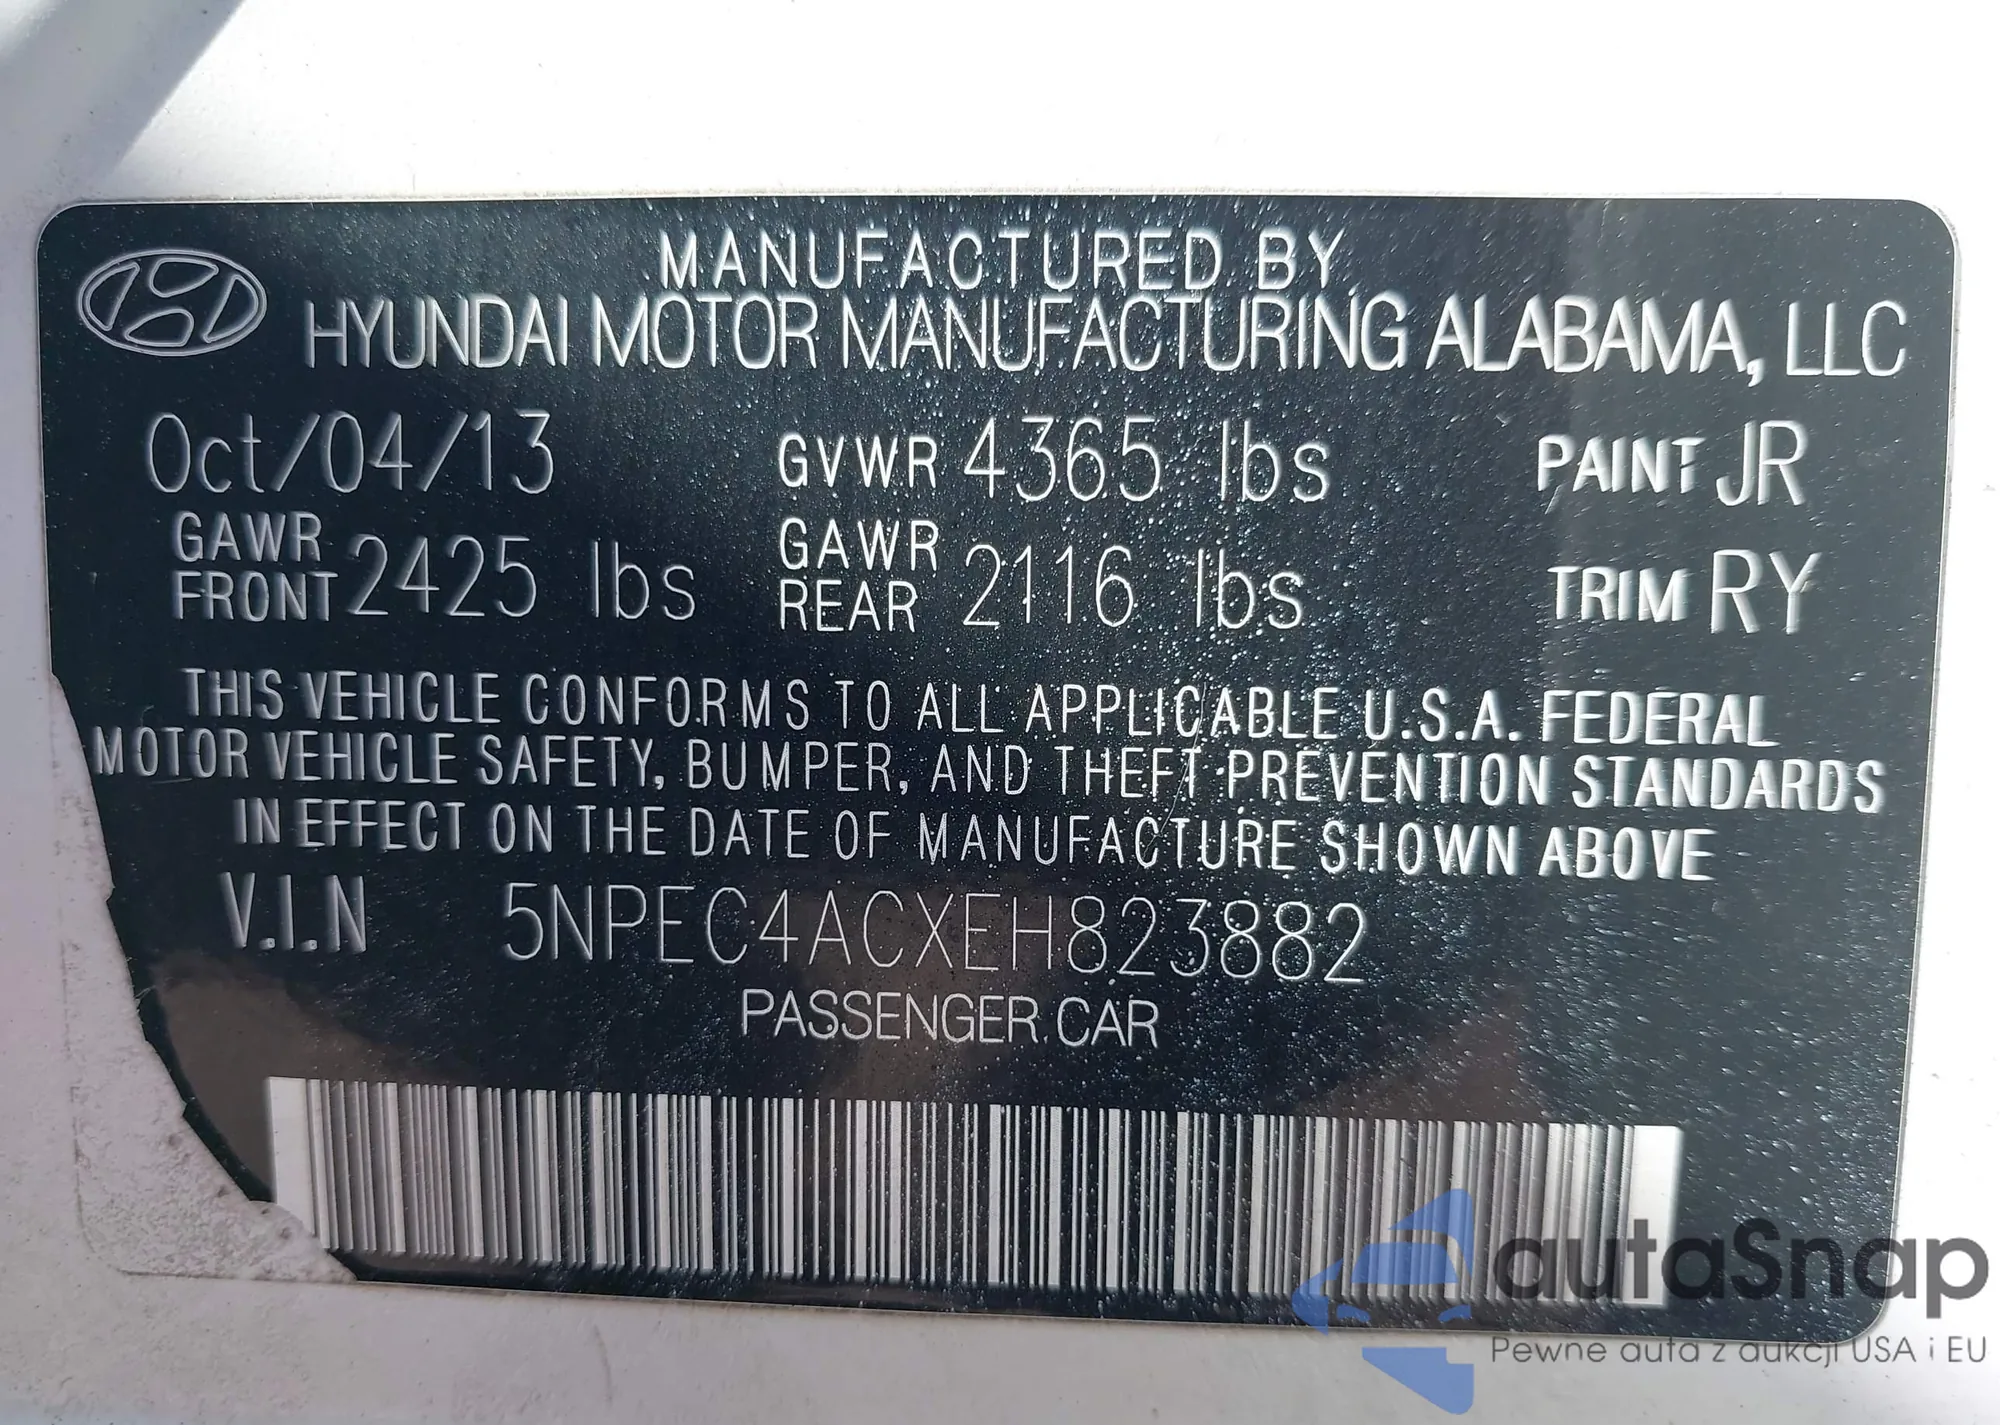 MANUFACTURED BY
HYUNDAI MOTOR MANUFACTURING ALABAMA, LLC
Oct/04/13 GVWR 4365 lbs PAINT JR
GAWR FRONT 2425 lbs GAWR REAR 2116 lbs TRIM RY
THIS VEHICLE CONFORMS TO ALL APPLICABLE U.S.A. FEDERAL
MOTOR VEHICLE SAFETY, BUMPER, AND THEFT PREVENTION STANDARDS
IN EFFECT ON THE DATE OF MANUFACTURE SHOWN ABOVE
V.I.N 5NPEC4ACXEH823882
PASSENGER CAR
autaSnap
Pewne auta z aukcji USA i EU